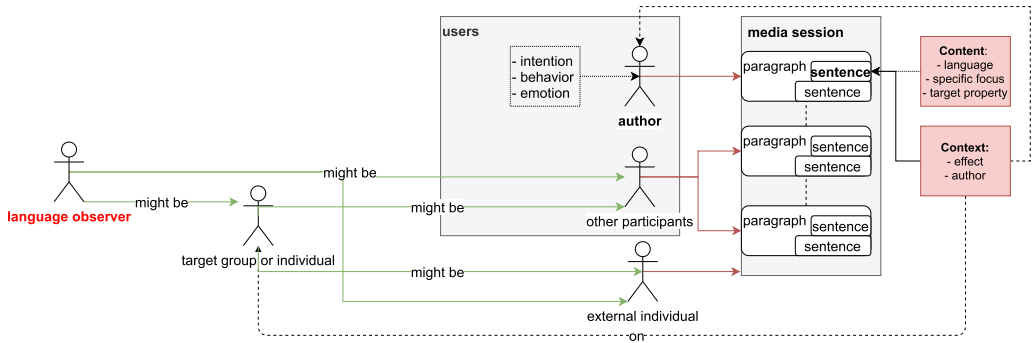 users
media session
- intention
- behavior
- emotion
author
paragraph
sentence
sentence
Content:
- language
- specific focus
- target property
paragraph
sentence
sentence
Context:
- effect
- author
might be
might be
language observer
might be
other participants
paragraph
sentence
sentence
target group or individual
might be
external individual
on